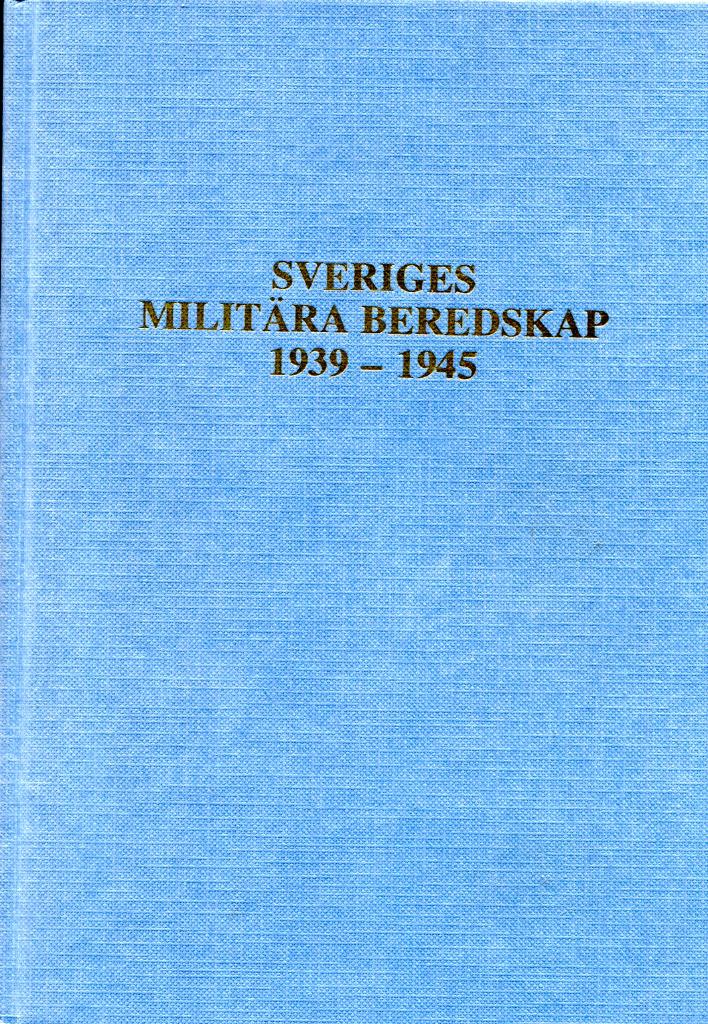 SVERIGES
MILITÄRA BEREDSKAP
1939 – 1945